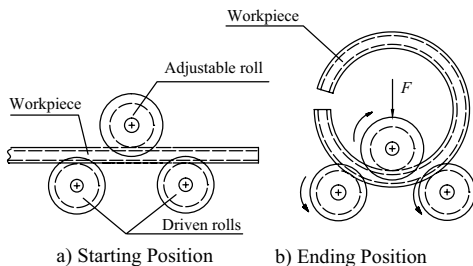 Workpiece
Adjustable roll
F
Workpiece
Driven rolls
a) Starting Position
b) Ending Position